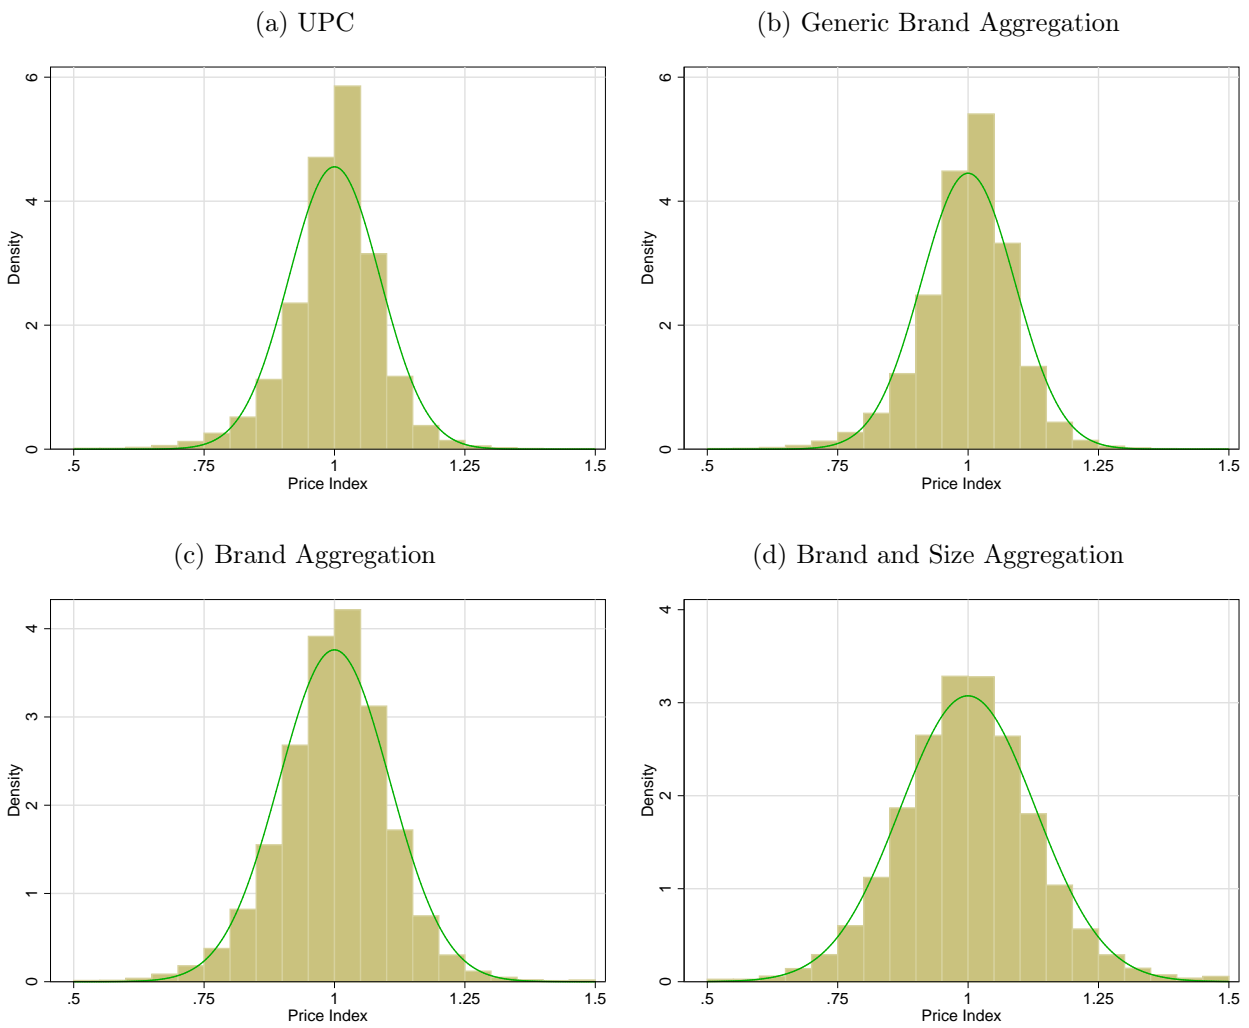 (a) UPC
6
4
2
0
Density
.5 .75 1 1.25 1.5
Price Index
(b) Generic Brand Aggregation
6
4
2
0
Density
.5 .75 1 1.25 1.5
Price Index
(c) Brand Aggregation
4
3
2
1
0
Density
.5 .75 1 1.25 1.5
Price Index
(d) Brand and Size Aggregation
4
3
2
1
0
Density
.5 .75 1 1.25 1.5
Price Index